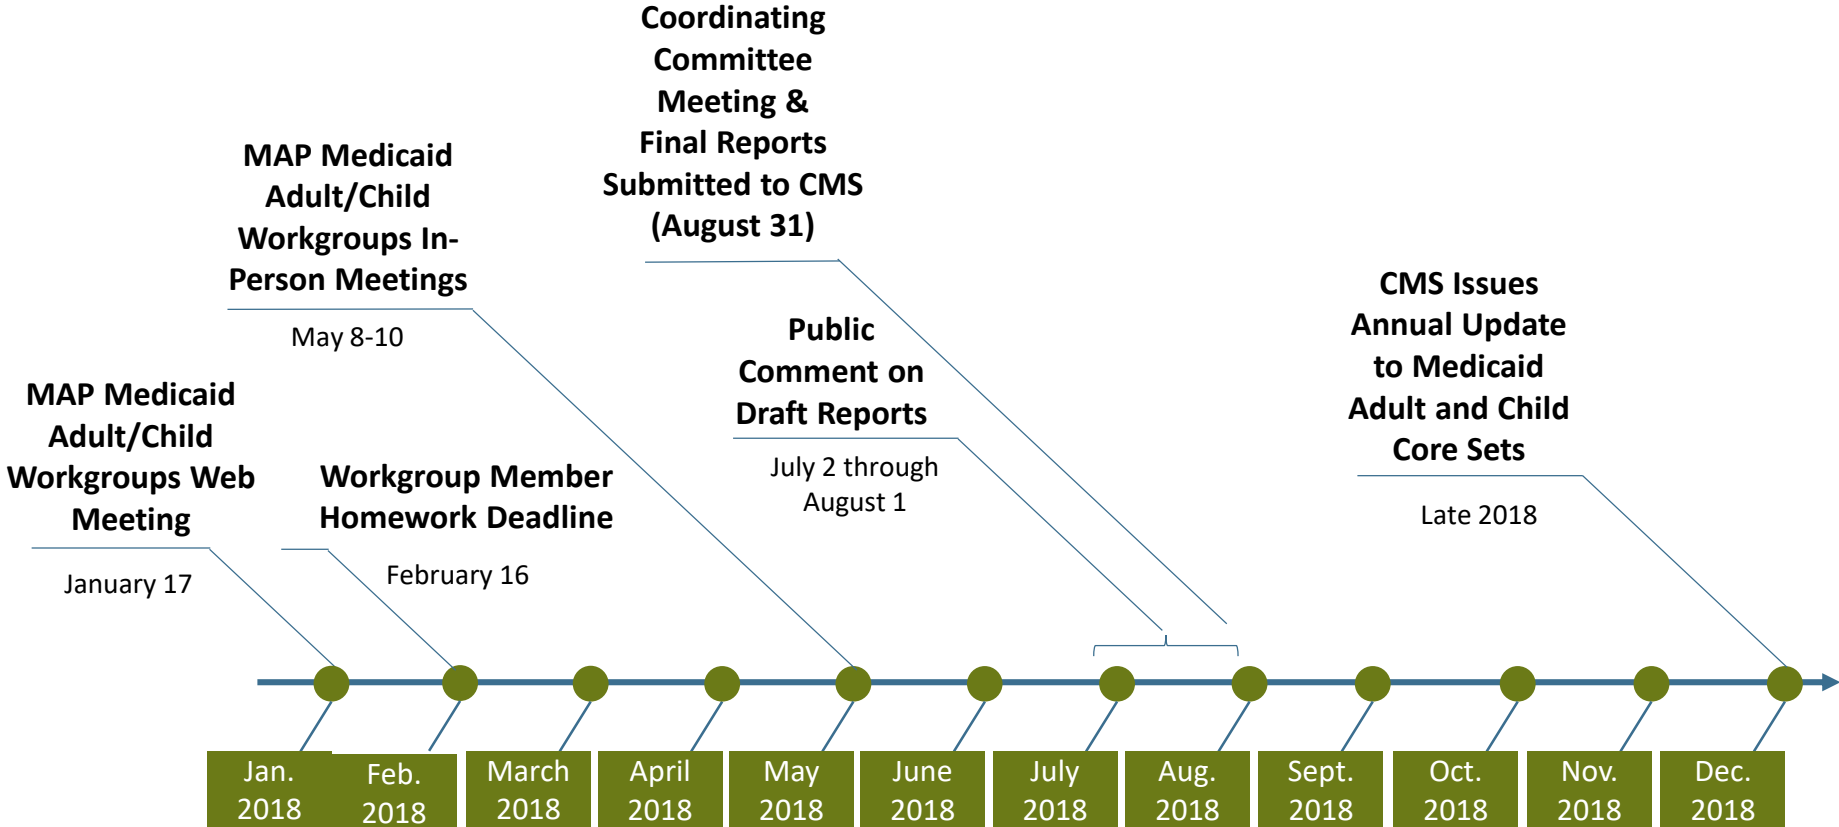 Coordinating
Committee
Meeting &
Final Reports
Submitted to CMS
(August 31)
MAP Medicaid
Adult/Child
Workgroups In-
Person Meetings
May 8-10
MAP Medicaid
Adult/Child
Workgroups Web
Meeting
January 17
Workgroup Member
Homework Deadline
February 16
Public
Comment on
Draft Reports
July 2 through
August 1
CMS Issues
Annual Update
to Medicaid
Adult and Child
Core Sets
Late 2018
Jan.
2018
Feb.
2018
March
2018
April
2018
May
2018
June
2018
July
2018
Aug.
2018
Sept.
2018
Oct.
2018
Nov.
2018
Dec.
2018